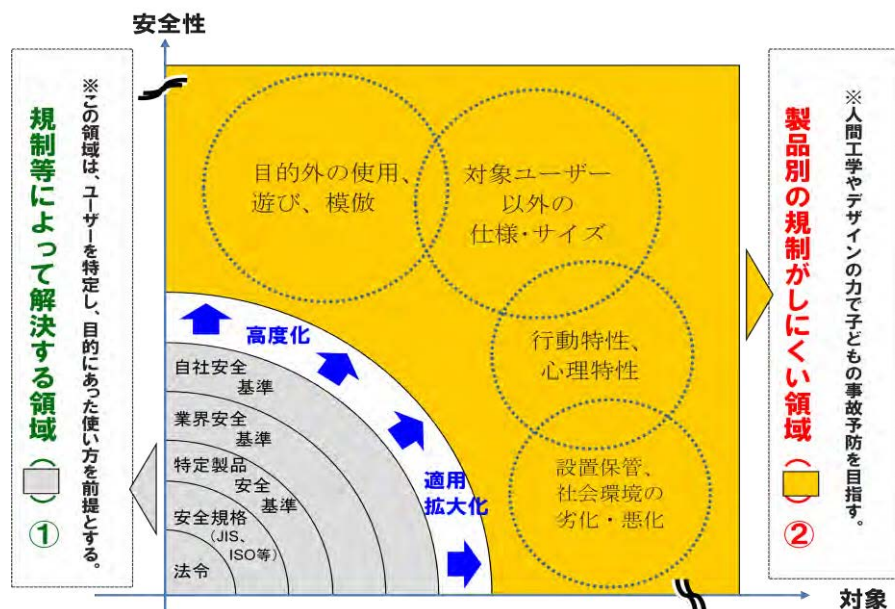 安全性
規制等によって解決する領域(　)①
※この領域は、ユーザーを特定し、目的にあった使い方を前提とする。
目的外の使用、
遊び、模倣
対象ユーザー
以外の
仕様・サイズ
行動特性、
心理特性
設置保管、
社会環境の
劣化・悪化
高度化
適用
拡大化
自社安全
基準
業界安全
基準
特定製品
安全
基準
安全規格
(JIS、
ISO等)
法令
※人間工学やデザインの力で子どもの事故予防を目指す。
製品別の規制がしにくい領域(　)②
対象